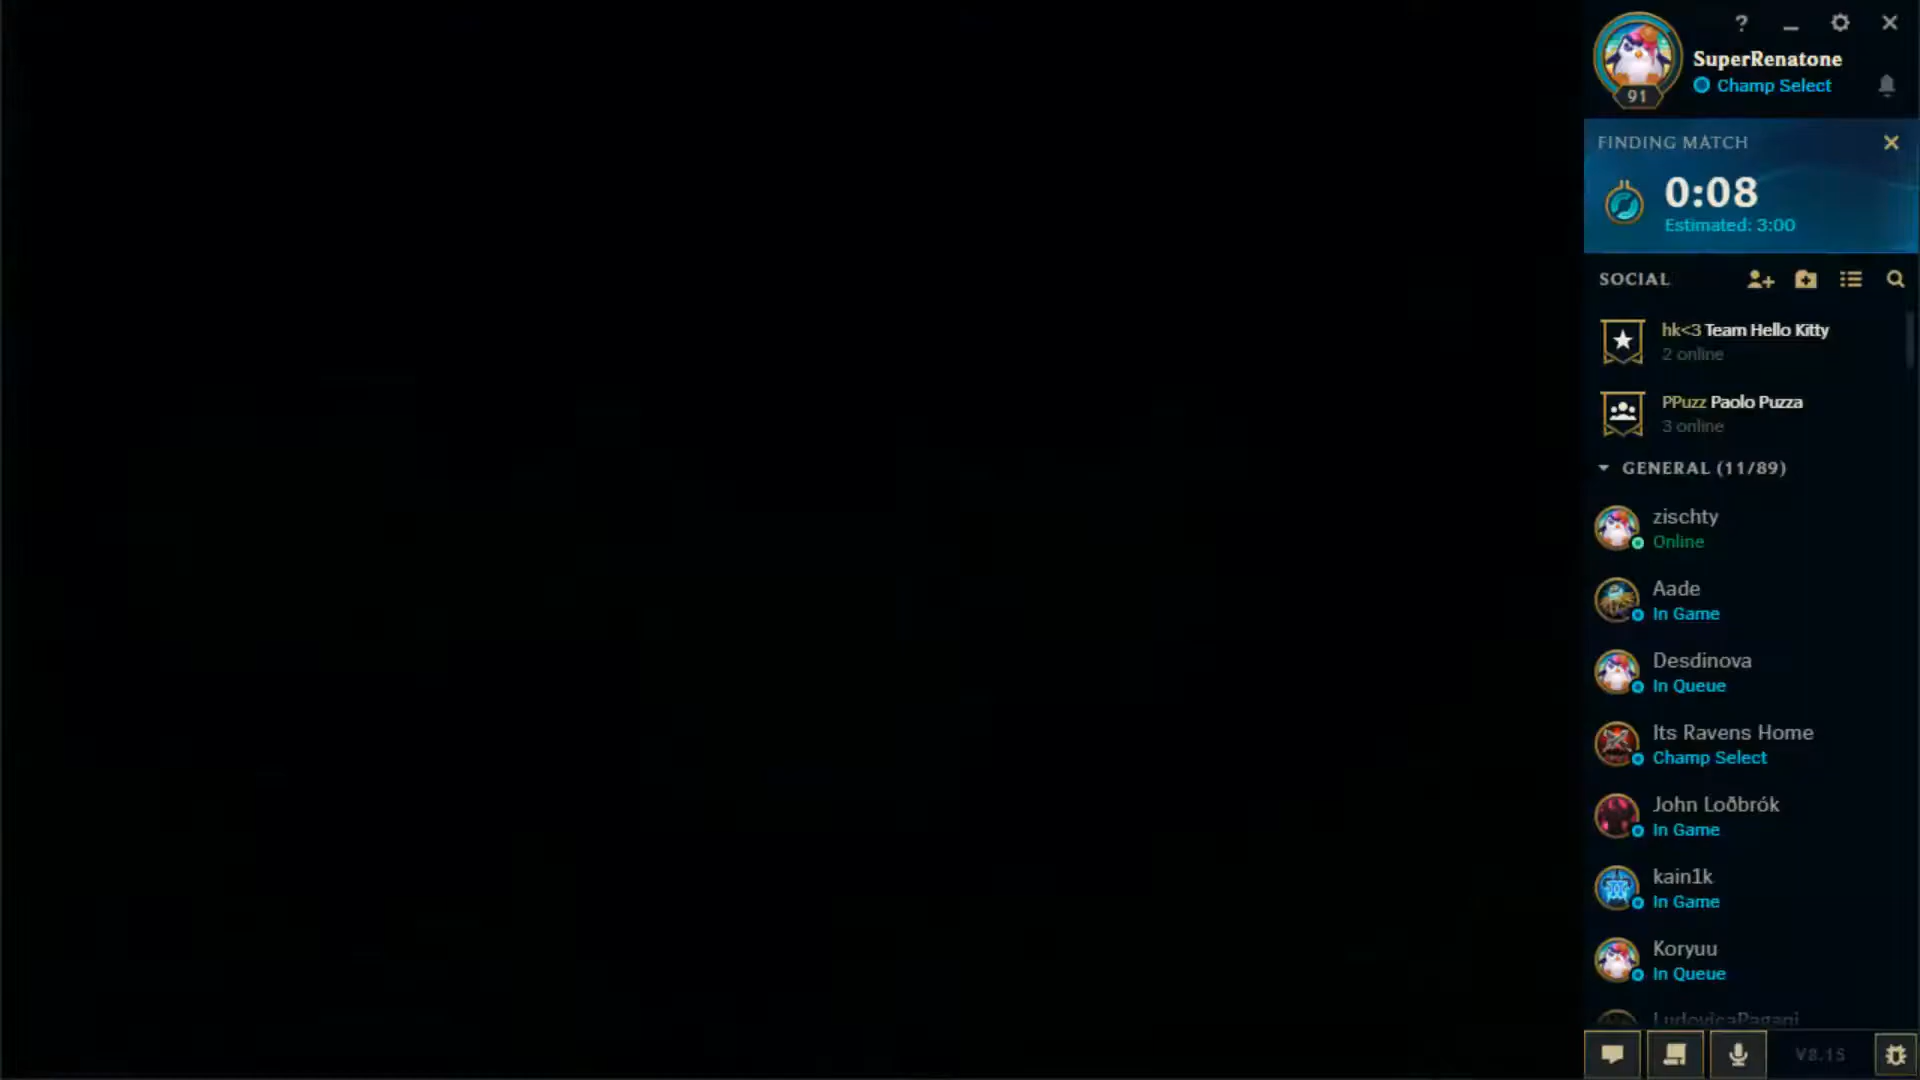 SuperRenatone
91
Champ Select
FINDING MATCH
0:08
Estimated: 3:00
SOCIAL
hk<3 Team Hello Kitty
2 online
PPuzz Paolo Puzza
3 online
GENERAL (11/89)
zischty
Online
Aade
In Game
Desdinova
In Queue
Its Ravens Home
Champ Select
John Loðbrók
In Game
kain1k
In Game
Koryuu
In Queue
LudovicaPagani
V8.15